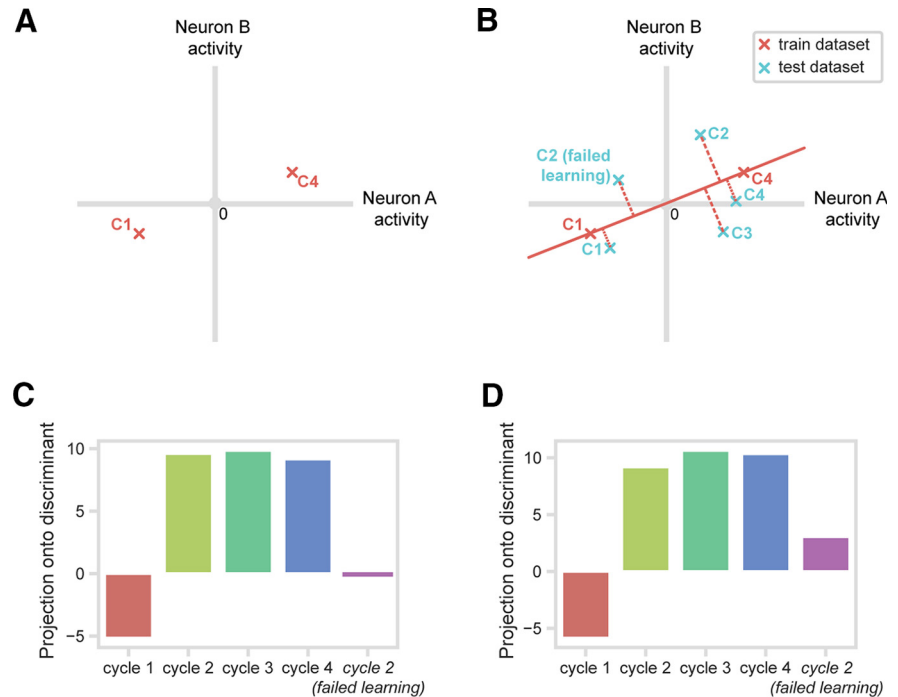 A
Neuron B
activity
C4
C1
0
Neuron A
activity
B
Neuron B
activity
train dataset
test dataset
C2
C2 (failed
learning)
C4
C4
C1
C1
C3
0
Neuron A
activity
C
Projection onto discriminant
10
5
0
−5
cycle 1
cycle 2
cycle 3
cycle 4
cycle 2
(failed learning)
D
Projection onto discriminant
10
5
0
−5
cycle 1
cycle 2
cycle 3
cycle 4
cycle 2
(failed learning)